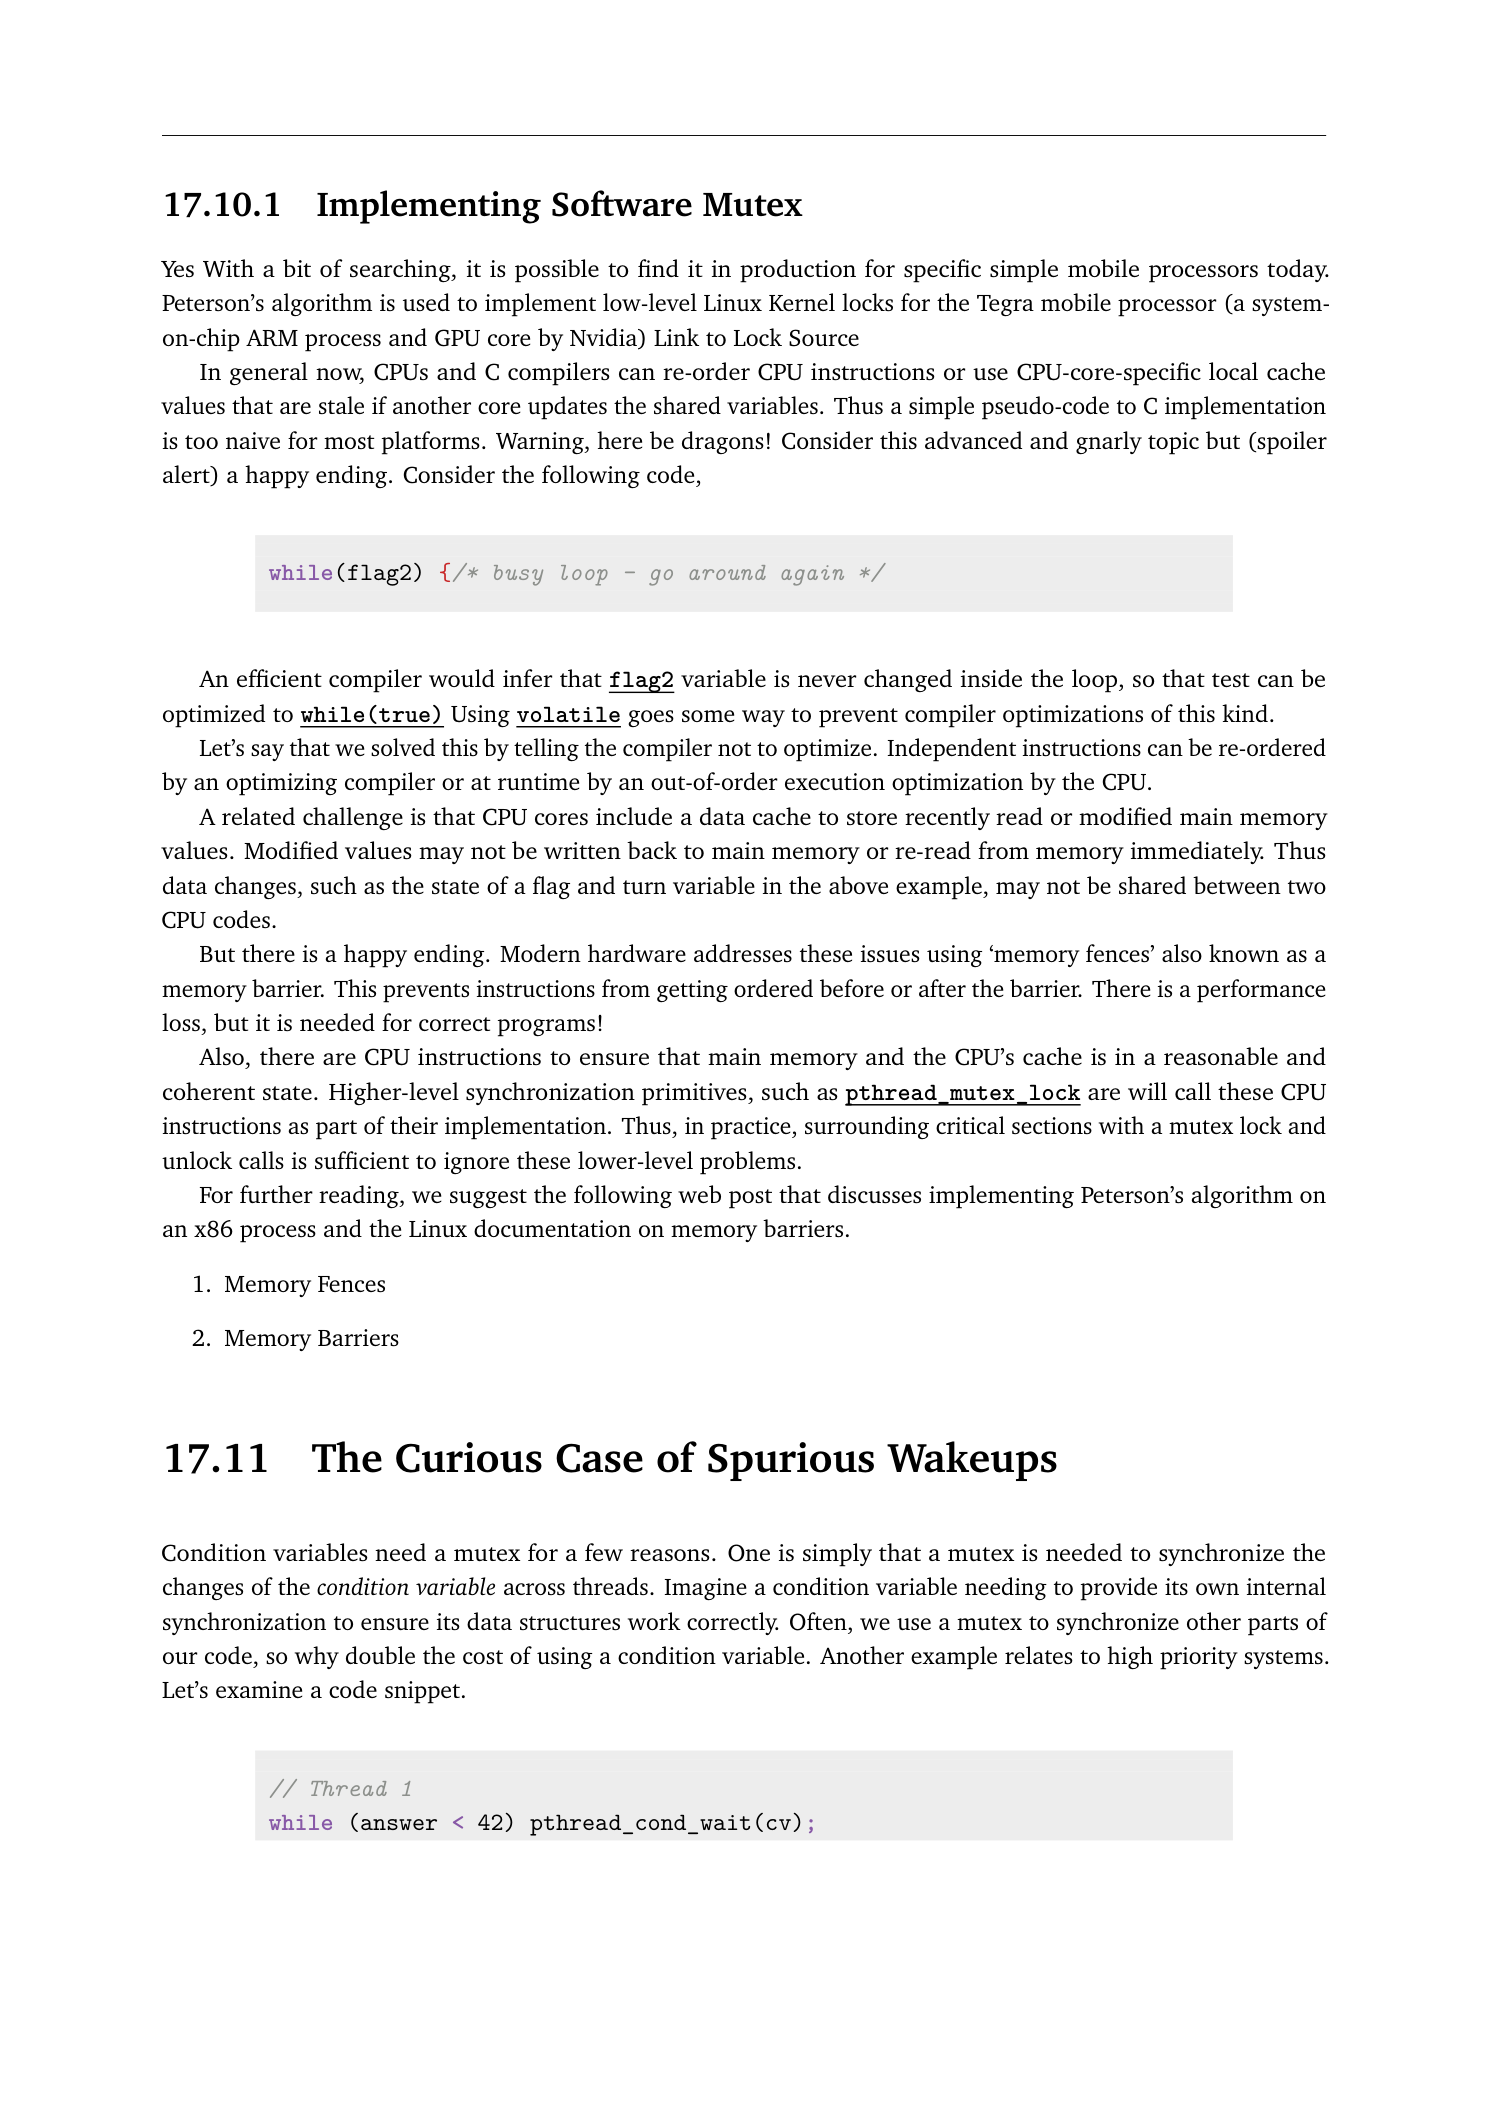 17.10.1 Implementing Software Mutex
Yes With a bit of searching, it is possible to find it in production for specific simple mobile processors today.
Peterson’s algorithm is used to implement low-level Linux Kernel locks for the Tegra mobile processor (a system-
on-chip ARM process and GPU core by Nvidia) Link to Lock Source
In general now, CPUs and C compilers can re-order CPU instructions or use CPU-core-specific local cache
values that are stale if another core updates the shared variables. Thus a simple pseudo-code to C implementation
is too naive for most platforms. Warning, here be dragons! Consider this advanced and gnarly topic but (spoiler
alert) a happy ending. Consider the following code,
while(flag2) {/* busy loop - go around again */
An efficient compiler would infer that flag2 variable is never changed inside the loop, so that test can be
optimized to while(true) Using volatile goes some way to prevent compiler optimizations of this kind.
Let’s say that we solved this by telling the compiler not to optimize. Independent instructions can be re-ordered
by an optimizing compiler or at runtime by an out-of-order execution optimization by the CPU.
A related challenge is that CPU cores include a data cache to store recently read or modified main memory
values. Modified values may not be written back to main memory or re-read from memory immediately. Thus
data changes, such as the state of a flag and turn variable in the above example, may not be shared between two
CPU codes.
But there is a happy ending. Modern hardware addresses these issues using ‘memory fences’ also known as a
memory barrier. This prevents instructions from getting ordered before or after the barrier. There is a performance
loss, but it is needed for correct programs!
Also, there are CPU instructions to ensure that main memory and the CPU’s cache is in a reasonable and
coherent state. Higher-level synchronization primitives, such as pthread_mutex_lock are will call these CPU
instructions as part of their implementation. Thus, in practice, surrounding critical sections with a mutex lock and
unlock calls is sufficient to ignore these lower-level problems.
For further reading, we suggest the following web post that discusses implementing Peterson’s algorithm on
an x86 process and the Linux documentation on memory barriers.
1. Memory Fences
2. Memory Barriers
17.11 The Curious Case of Spurious Wakeups
Condition variables need a mutex for a few reasons. One is simply that a mutex is needed to synchronize the
changes of the condition variable across threads. Imagine a condition variable needing to provide its own internal
synchronization to ensure its data structures work correctly. Often, we use a mutex to synchronize other parts of
our code, so why double the cost of using a condition variable. Another example relates to high priority systems.
Let’s examine a code snippet.
// Thread 1
while (answer < 42) pthread_cond_wait(cv);